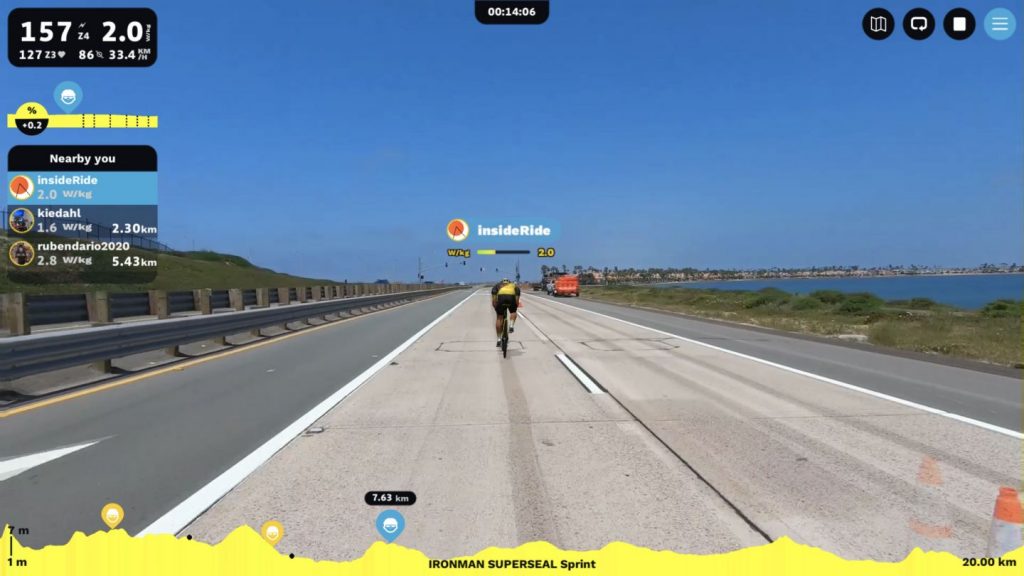 00:14:06
157 Z4 2.0 W/KG
127 Z3 86 33.4 KM/H
%
+0.2
Nearby you
insideRide
2.0 W/kg
kiedahl
1.6 W/kg 2.30km
rubendario2020
2.8 W/kg 5.43km
insideRide
W/kg 2.0
7.63 km
7 m
1 m
IRONMAN SUPERSEAL Sprint
20.00 km